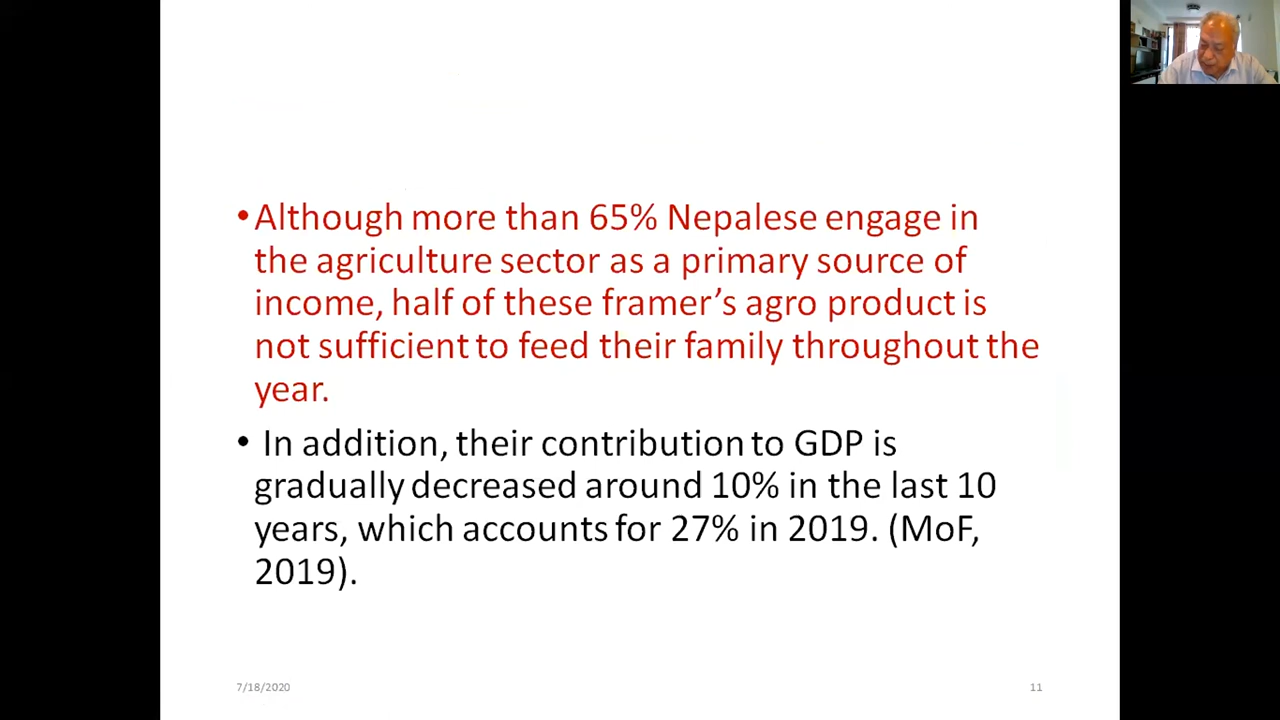 •Although more than 65% Nepalese engage in
the agriculture sector as a primary source of
income, half of these framer’s agro product is
not sufficient to feed their family throughout the
year.
• In addition, their contribution to GDP is
gradually decreased around 10% in the last 10
years, which accounts for 27% in 2019. (MoF,
2019).
7/18/2020
11